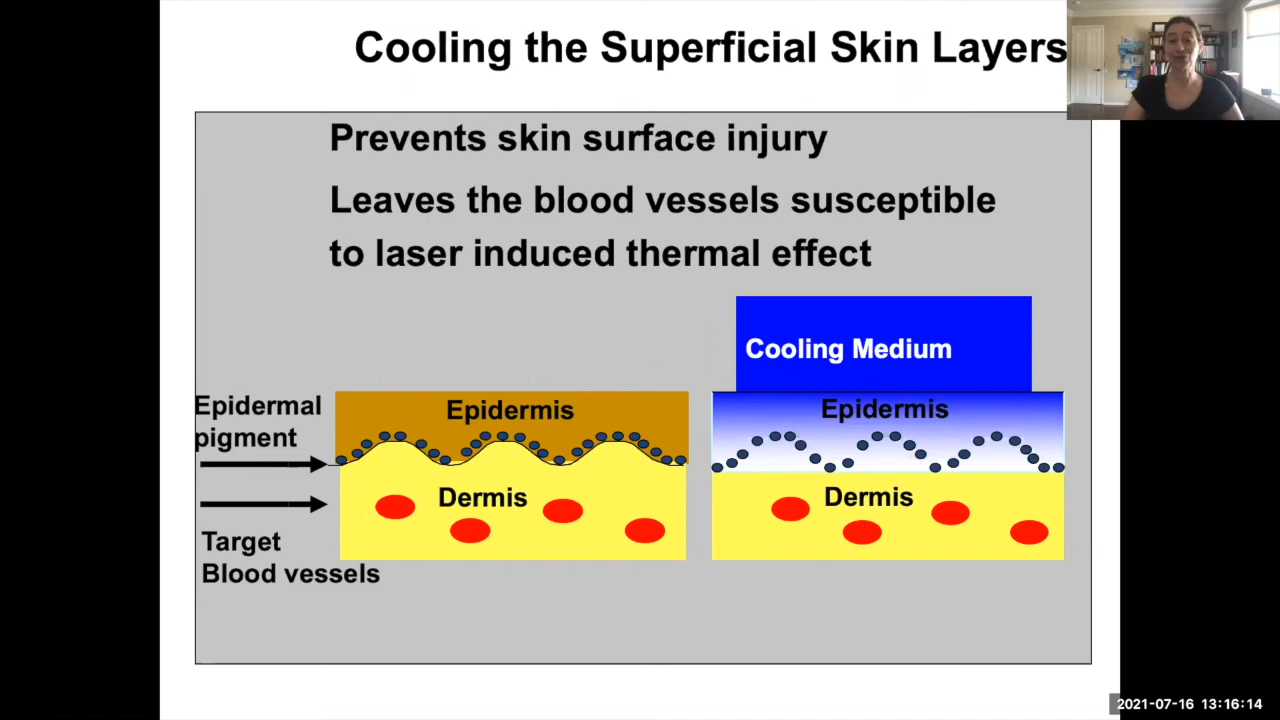 Cooling the Superficial Skin Layers
Prevents skin surface injury
Leaves the blood vessels susceptible
to laser induced thermal effect
Cooling Medium
Epidermal
pigment
Epidermis
Epidermis
Dermis
Dermis
Target
Blood vessels
2021-07-16 13:16:14